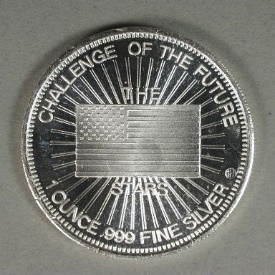 CHALLENGE OF THE FUTURE
THE
STARS
1 OUNCE .999 FINE SILVER